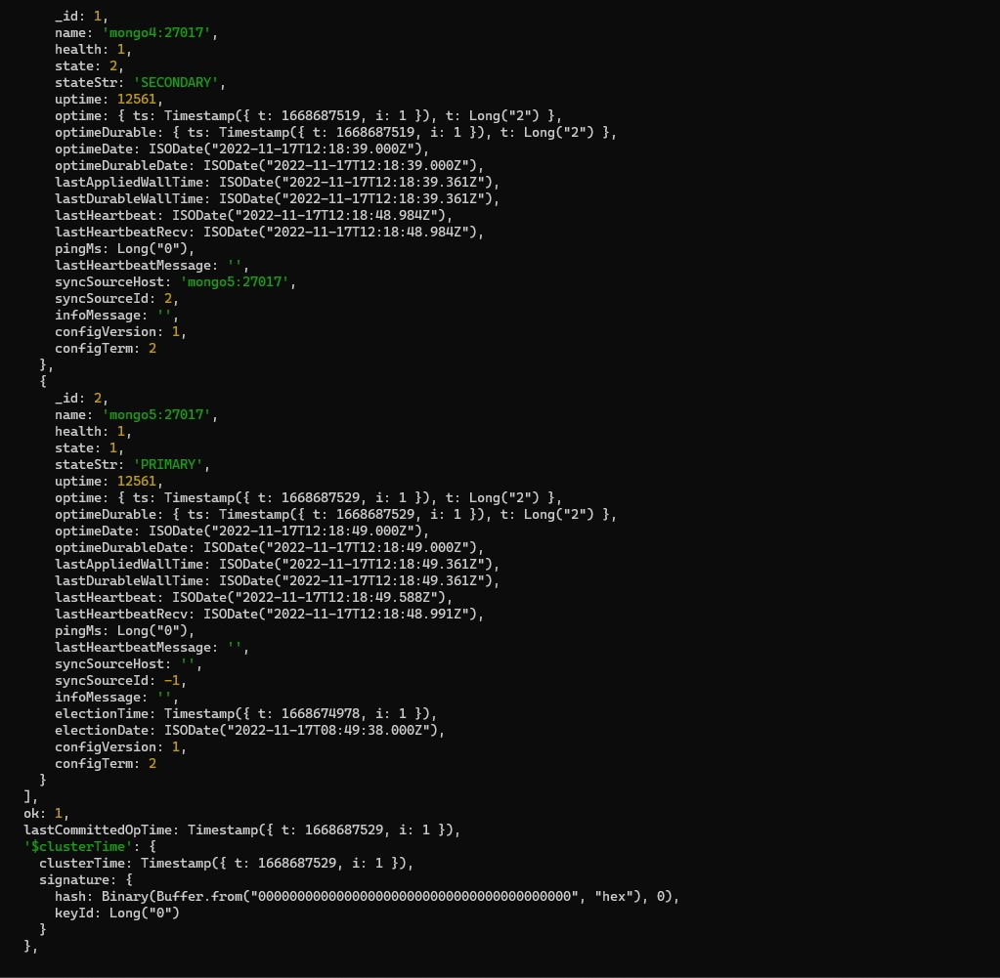 _id: 1,
name: 'mongo4:27017',
health: 1,
state: 2,
stateStr: 'SECONDARY',
uptime: 12561,
optime: { ts: Timestamp({ t: 1668687519, i: 1 }), t: Long("2") },
optimeDurable: { ts: Timestamp({ t: 1668687519, i: 1 }), t: Long("2") },
optimeDate: ISODate("2022-11-17T12:18:39.000Z"),
optimeDurableDate: ISODate("2022-11-17T12:18:39.000Z"),
lastAppliedWallTime: ISODate("2022-11-17T12:18:39.361Z"),
lastDurableWallTime: ISODate("2022-11-17T12:18:39.361Z"),
lastHeartbeat: ISODate("2022-11-17T12:18:48.984Z"),
lastHeartbeatRecv: ISODate("2022-11-17T12:18:48.984Z"),
pingMs: Long("0"),
lastHeartbeatMessage: '',
syncSourceHost: 'mongo5:27017',
syncSourceId: 2,
infoMessage: '',
configVersion: 1,
configTerm: 2
},
{
_id: 2,
name: 'mongo5:27017',
health: 1,
state: 1,
stateStr: 'PRIMARY',
uptime: 12561,
optime: { ts: Timestamp({ t: 1668687529, i: 1 }), t: Long("2") },
optimeDurable: { ts: Timestamp({ t: 1668687529, i: 1 }), t: Long("2") },
optimeDate: ISODate("2022-11-17T12:18:49.000Z"),
optimeDurableDate: ISODate("2022-11-17T12:18:49.000Z"),
lastAppliedWallTime: ISODate("2022-11-17T12:18:49.361Z"),
lastDurableWallTime: ISODate("2022-11-17T12:18:49.361Z"),
lastHeartbeat: ISODate("2022-11-17T12:18:49.588Z"),
lastHeartbeatRecv: ISODate("2022-11-17T12:18:48.991Z"),
pingMs: Long("0"),
lastHeartbeatMessage: '',
syncSourceHost: '',
syncSourceId: -1,
infoMessage: '',
electionTime: Timestamp({ t: 1668674978, i: 1 }),
electionDate: ISODate("2022-11-17T08:49:38.000Z"),
configVersion: 1,
configTerm: 2
}
],
ok: 1,
lastCommittedOpTime: Timestamp({ t: 1668687529, i: 1 }),
'$clusterTime': {
clusterTime: Timestamp({ t: 1668687529, i: 1 }),
signature: {
hash: Binary(Buffer.from("0000000000000000000000000000000000000000", "hex"), 0),
keyId: Long("0")
}
},